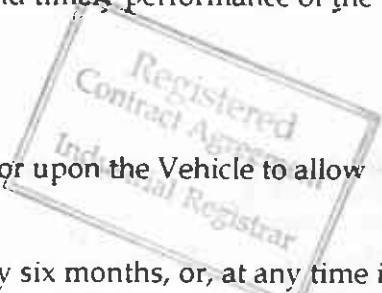 nd timely performance of the
Registered
Contract Agreement
Industrial Registrar
or upon the Vehicle to allow
y six months, or, at any time i